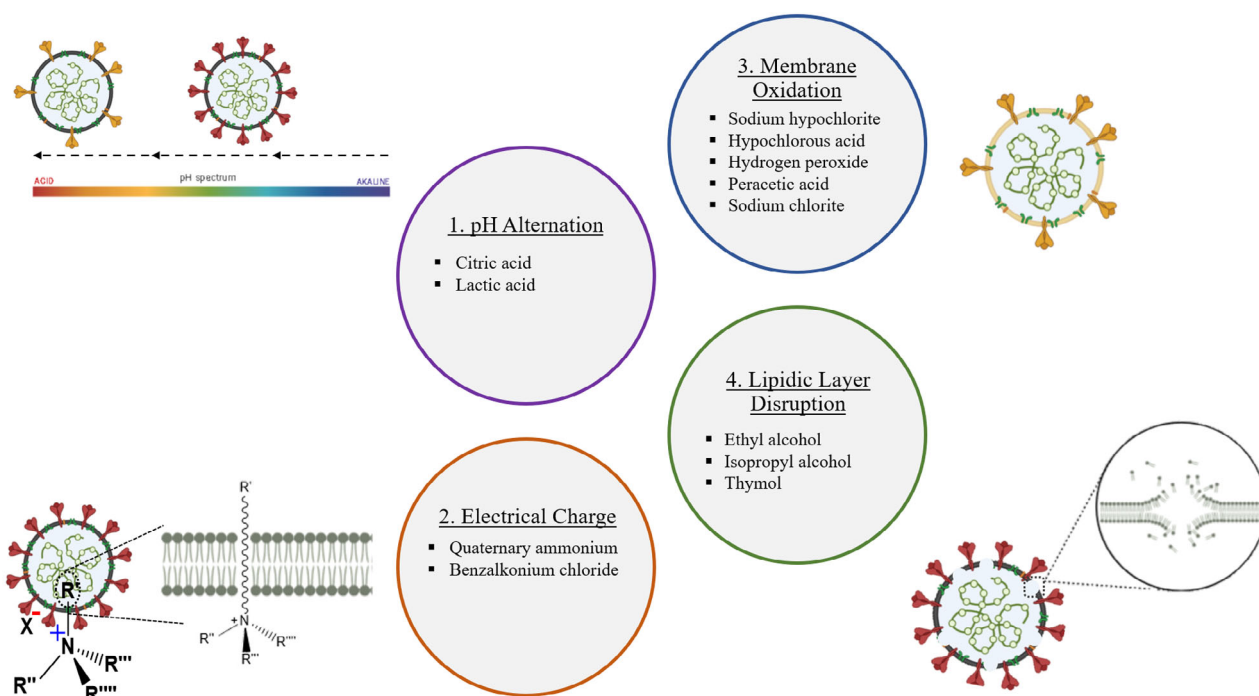 ACID
pH spectrum
AKALINE
1. pH Alternation
▪ Citric acid
▪ Lactic acid
3. Membrane
Oxidation
▪ Sodium hypochlorite
▪ Hypochlorous acid
▪ Hydrogen peroxide
▪ Peracetic acid
▪ Sodium chlorite
2. Electrical Charge
▪ Quaternary ammonium
▪ Benzalkonium chloride
4. Lipidic Layer
Disruption
▪ Ethyl alcohol
▪ Isopropyl alcohol
▪ Thymol
R'
X-
+
N
R''
R'''
R''''
R'
+
N
R''
R'''
R''''